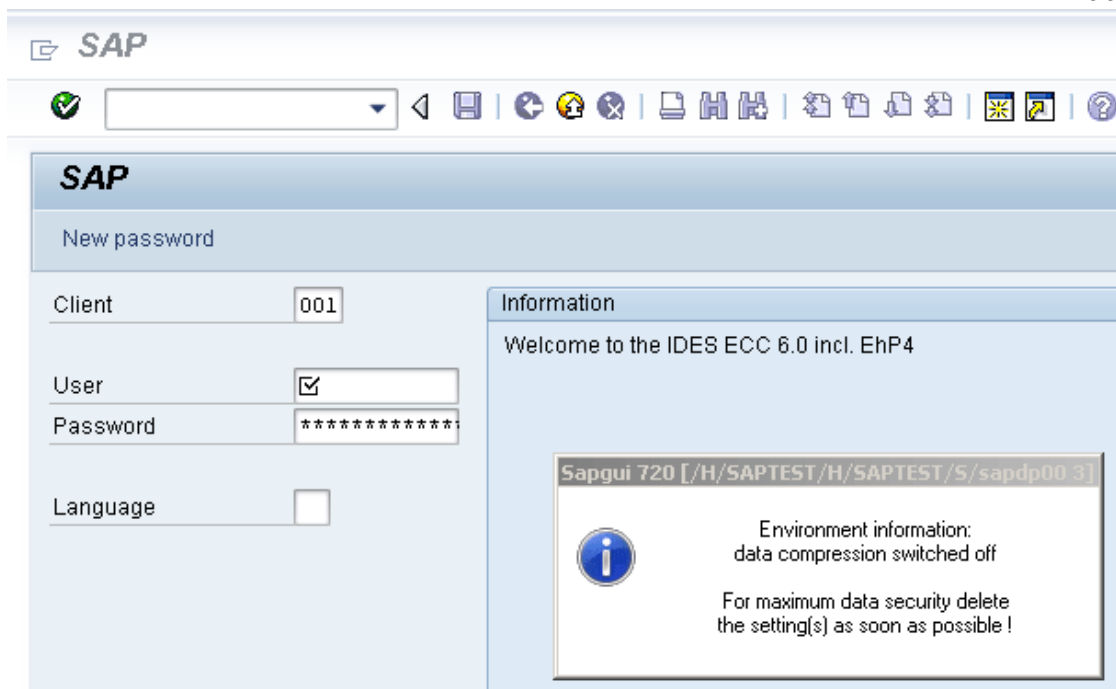 SAP
SAP
New password
Client 001
User
Password *************
Language
Information
Welcome to the IDES ECC 6.0 incl. EhP4
Sapgui 720 [/H/SAPTEST/H/SAPTEST/S/sapdp00 3]
Environment information:
data compression switched off
For maximum data security delete
the setting(s) as soon as possible !